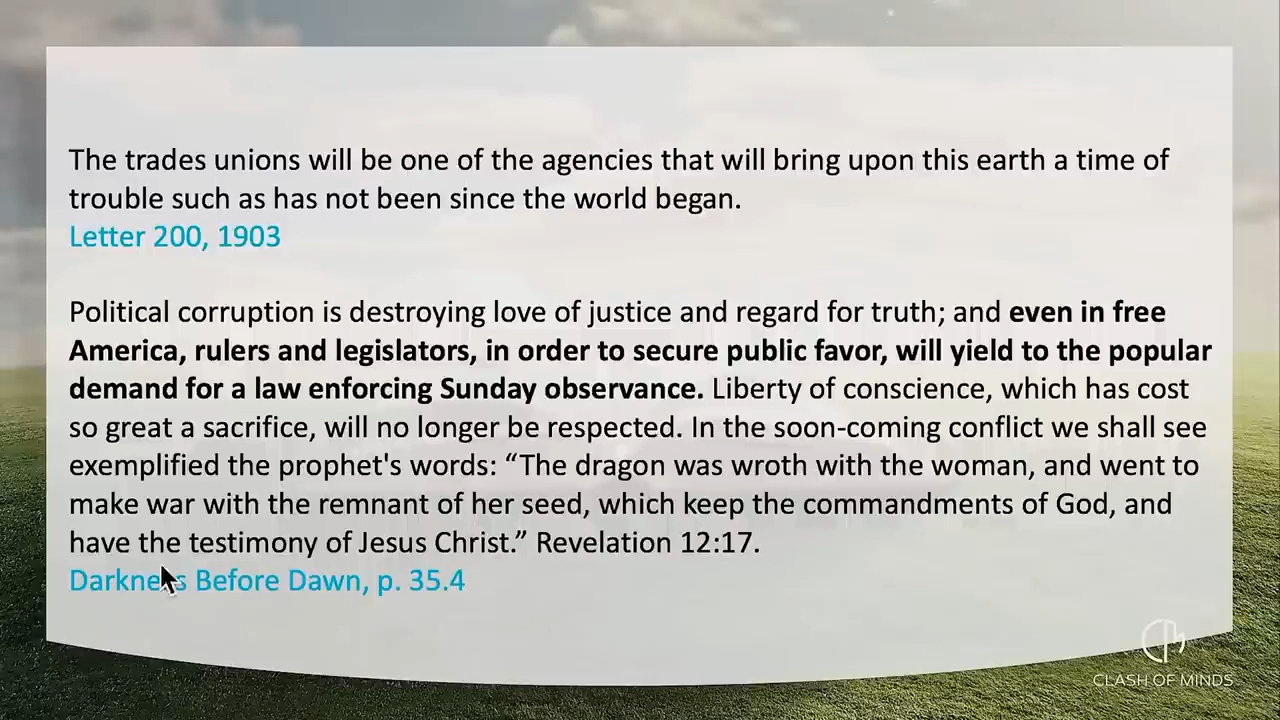 The trades unions will be one of the agencies that will bring upon this earth a time of
trouble such as has not been since the world began.
Letter 200, 1903
Political corruption is destroying love of justice and regard for truth; and even in free
America, rulers and legislators, in order to secure public favor, will yield to the popular
demand for a law enforcing Sunday observance. Liberty of conscience, which has cost
so great a sacrifice, will no longer be respected. In the soon-coming conflict we shall see
exemplified the prophet's words: “The dragon was wroth with the woman, and went to
make war with the remnant of her seed, which keep the commandments of God, and
have the testimony of Jesus Christ.” Revelation 12:17.
Darkness Before Dawn, p. 35.4
CLASH OF MINDS